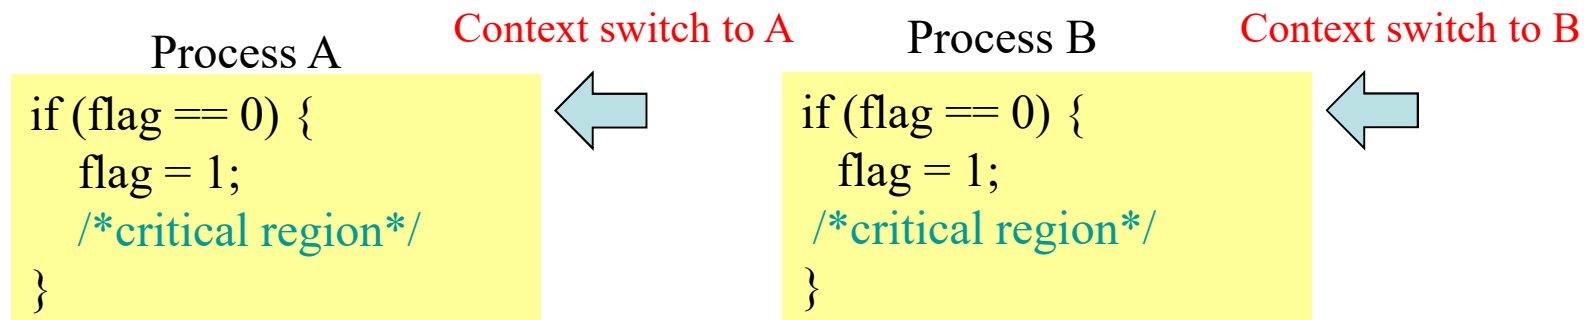 Process A
Context switch to A
if (flag == 0) {
flag = 1;
/*critical region*/
}
Process B
Context switch to B
if (flag == 0) {
flag = 1;
/*critical region*/
}